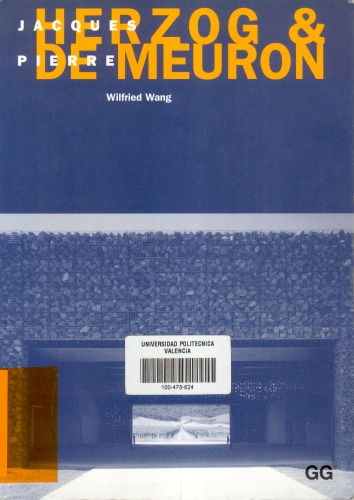 JACQUES
HERZOG &
PIERRE
DE MEURON
Wilfried Wang
UNIVERSIDAD POLITECNICA
VALENCIA
100-478-624
GG